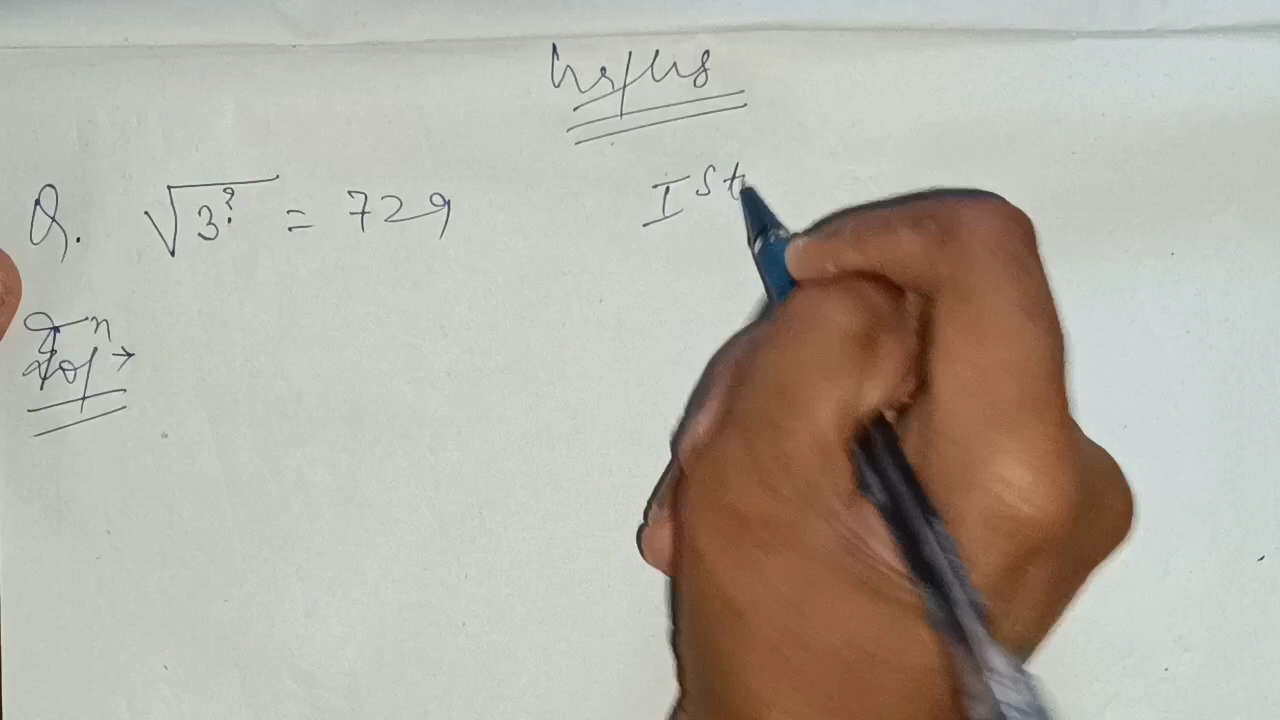 Q. √3^? = 729
I st
Sol^n →